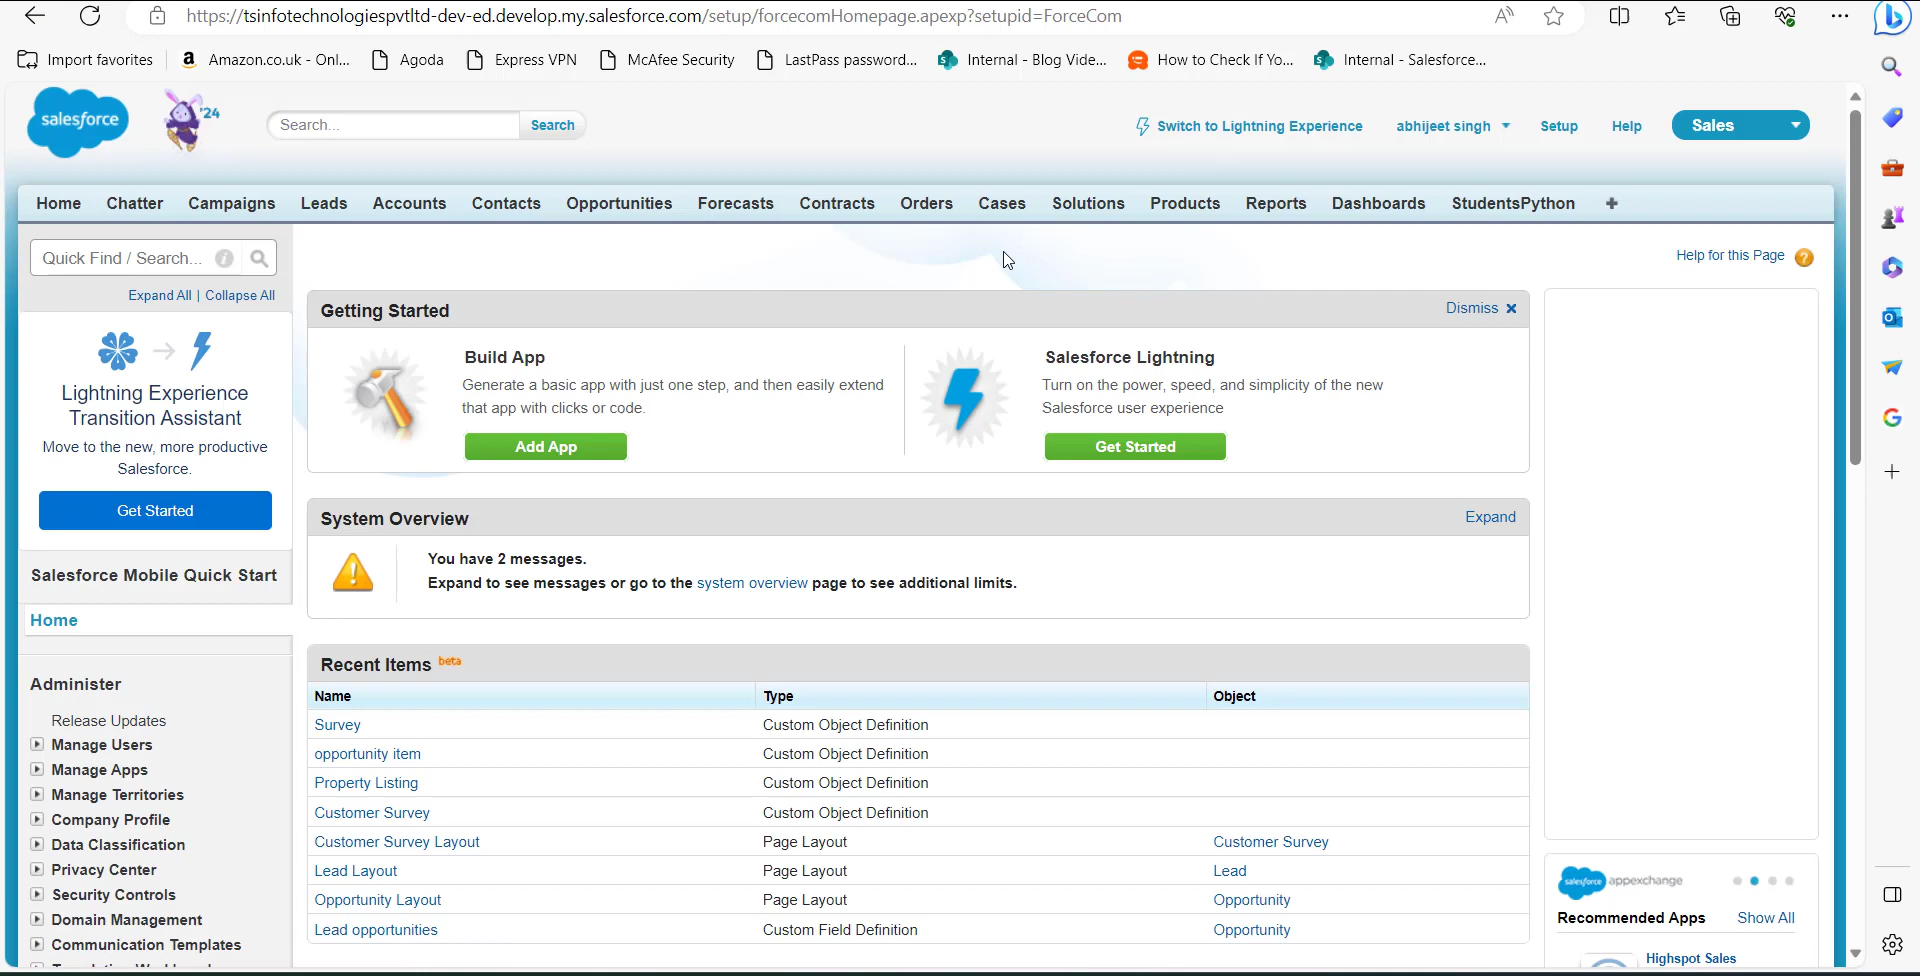 https://tsinfotechnologiespvtltd-dev-ed.develop.my.salesforce.com/setup/forcecomHomepage.apexp?setupid=ForceCom
Import favorites
Amazon.co.uk - Onl...
Agoda
Express VPN
McAfee Security
LastPass password...
Internal - Blog Vide...
How to Check If Yo...
Internal - Salesforce...
salesforce
'24
Search...
Search
Switch to Lightning Experience
abhijeet singh
Setup
Help
Sales
Home Chatter Campaigns Leads Accounts Contacts Opportunities Forecasts Contracts Orders Cases Solutions Products Reports Dashboards StudentsPython +
Quick Find / Search...
Expand All | Collapse All
Lightning Experience
Transition Assistant
Move to the new, more productive
Salesforce.
Get Started
Salesforce Mobile Quick Start
Home
Administer
Release Updates
Manage Users
Manage Apps
Manage Territories
Company Profile
Data Classification
Privacy Center
Security Controls
Domain Management
Communication Templates
Help for this Page
Getting Started
Dismiss
Build App
Generate a basic app with just one step, and then easily extend
that app with clicks or code.
Add App
Salesforce Lightning
Turn on the power, speed, and simplicity of the new
Salesforce user experience
Get Started
System Overview
Expand
You have 2 messages.
Expand to see messages or go to the system overview page to see additional limits.
Recent Items beta
Name Type Object
Survey Custom Object Definition
opportunity item Custom Object Definition
Property Listing Custom Object Definition
Customer Survey Custom Object Definition
Customer Survey Layout Page Layout Customer Survey
Lead Layout Page Layout Lead
Opportunity Layout Page Layout Opportunity
Lead opportunities Custom Field Definition Opportunity
salesforce appexchange
Recommended Apps Show All
Highspot Sales